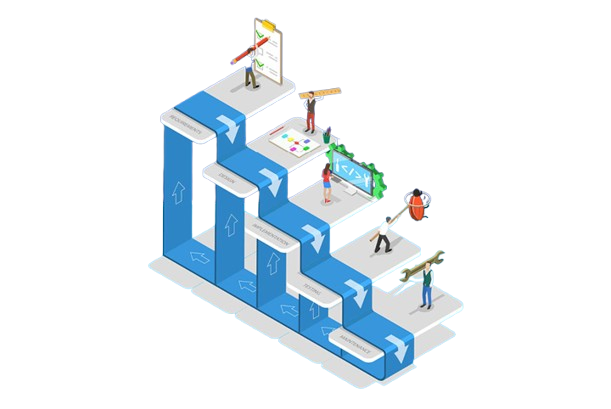 REQUIREMENTS
DESIGN
</>
IMPLEMENTATION
TESTING
MAINTENANCE